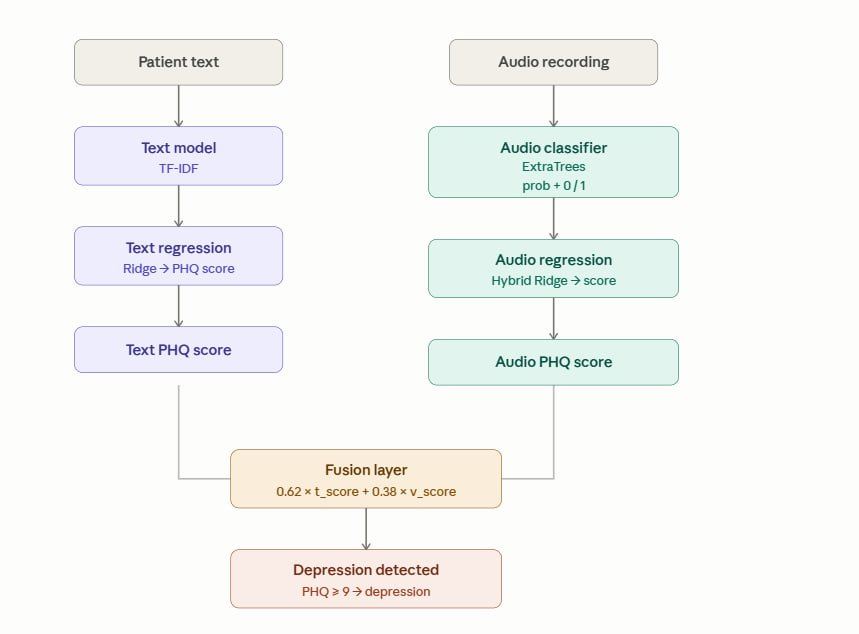 Patient text
Audio recording
Text model
TF-IDF
Audio classifier
ExtraTrees
prob + 0 / 1
Text regression
Ridge → PHQ score
Audio regression
Hybrid Ridge → score
Text PHQ score
Audio PHQ score
Fusion layer
0.62 × t_score + 0.38 × v_score
Depression detected
PHQ ≥ 9 → depression